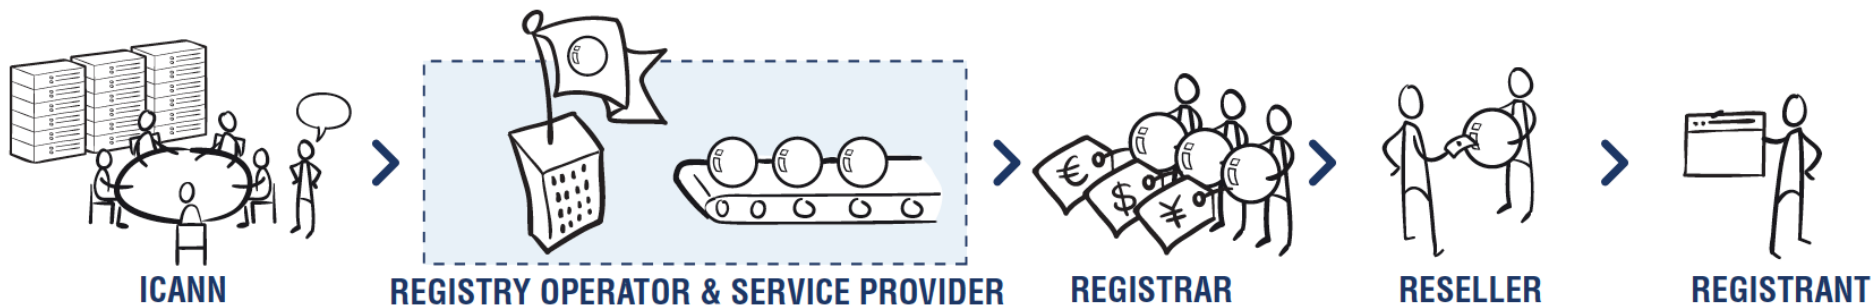 €
$
¥
ICANN
REGISTRY OPERATOR & SERVICE PROVIDER
REGISTRAR
RESELLER
REGISTRANT